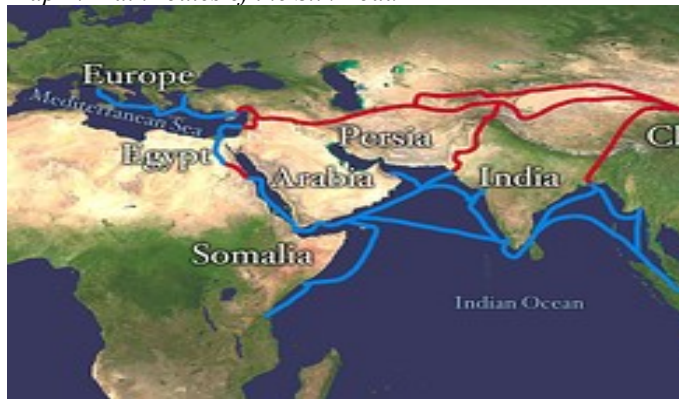 Europe
Mediterranean Sea
Egypt
Arabia
Persia
India
Somalia
Indian Ocean